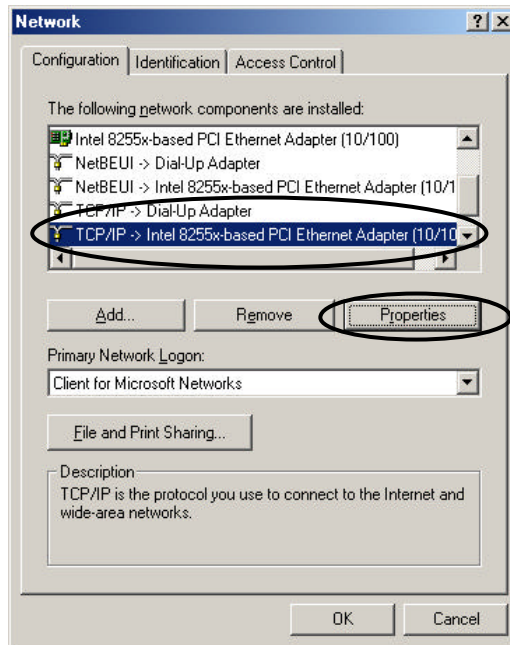 Network
Configuration Identification Access Control
The following network components are installed:
Intel 8255x-based PCI Ethernet Adapter (10/100)
NetBEUI -> Dial-Up Adapter
NetBEUI -> Intel 8255x-based PCI Ethernet Adapter (10/1
TCP/IP -> Dial-Up Adapter
TCP/IP -> Intel 8255x-based PCI Ethernet Adapter (10/10
Add... Remove Properties
Primary Network Logon:
Client for Microsoft Networks
File and Print Sharing...
Description
TCP/IP is the protocol you use to connect to the Internet and
wide-area networks.
OK Cancel